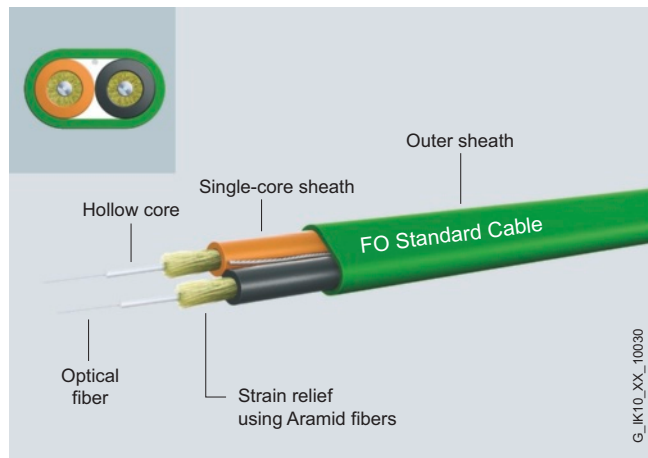 Outer sheath
Single-core sheath
Hollow core
FO Standard Cable
Optical
fiber
Strain relief
using Aramid fibers
G_IK10_XX_10030